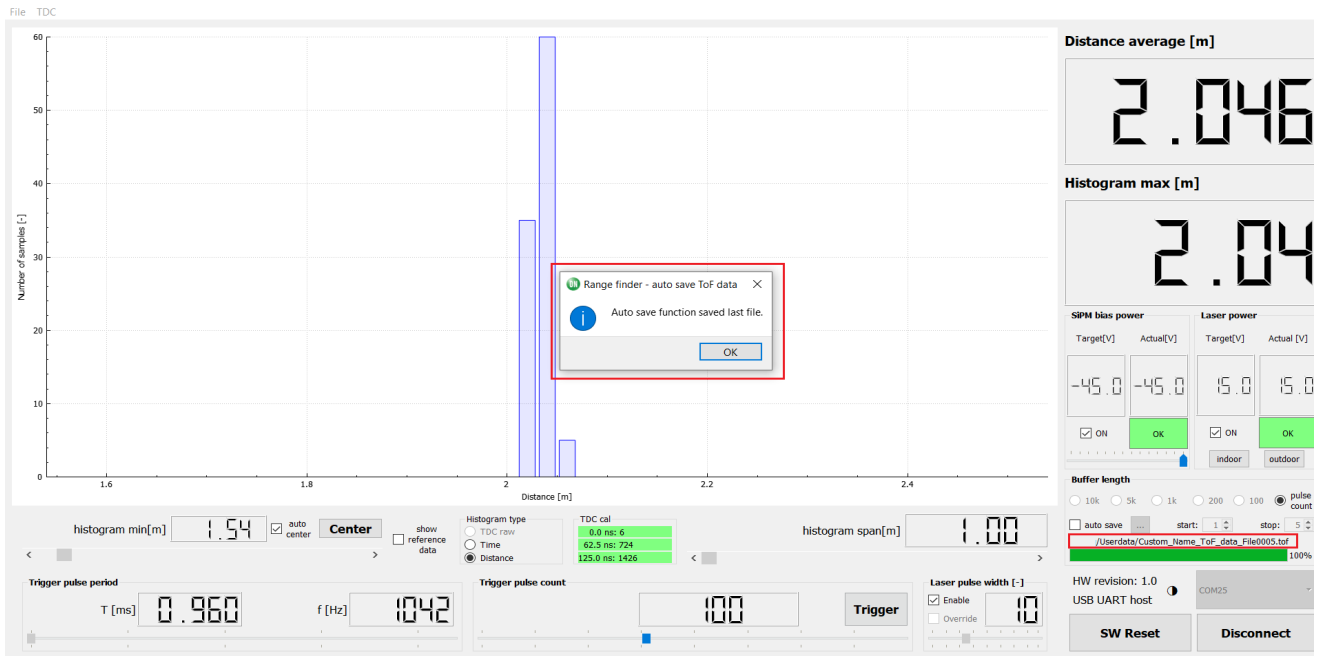 File TDC
60
50
40
30
20
10
0
Number of samples [-]
1.6 1.8 2 2.2 2.4
Distance [m]
ON Range finder - auto save ToF data
i Auto save function saved last file.
OK
Distance average [m]
2.046
Histogram max [m]
2.04
SiPM bias power Laser power
Target[V] Actual[V] Target[V] Actual [V]
-45.0 -45.0 15.0 15.0
ON OK ON OK
indoor outdoor
Buffer length
10k 5k 1k 200 100 pulse count
auto save ... start: 1 stop: 5
/Userdata/Custom_Name_ToF_data_File0005.tof
100%
histogram min[m] 1.54 auto center Center
show reference data
Histogram type
TDC raw
Time
Distance
TDC cal
0.0 ns: 6
62.5 ns: 724
125.0 ns: 1426
histogram span[m] 1.00
Trigger pulse period
T [ms] 0.960 f [Hz] 1042
Trigger pulse count
100 Trigger
Laser pulse width [-]
Enable
Override
10
HW revision: 1.0
USB UART host
COM25
SW Reset Disconnect